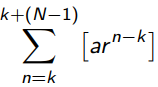 k+(N−1)
∑ [ar^{n−k}]
n=k